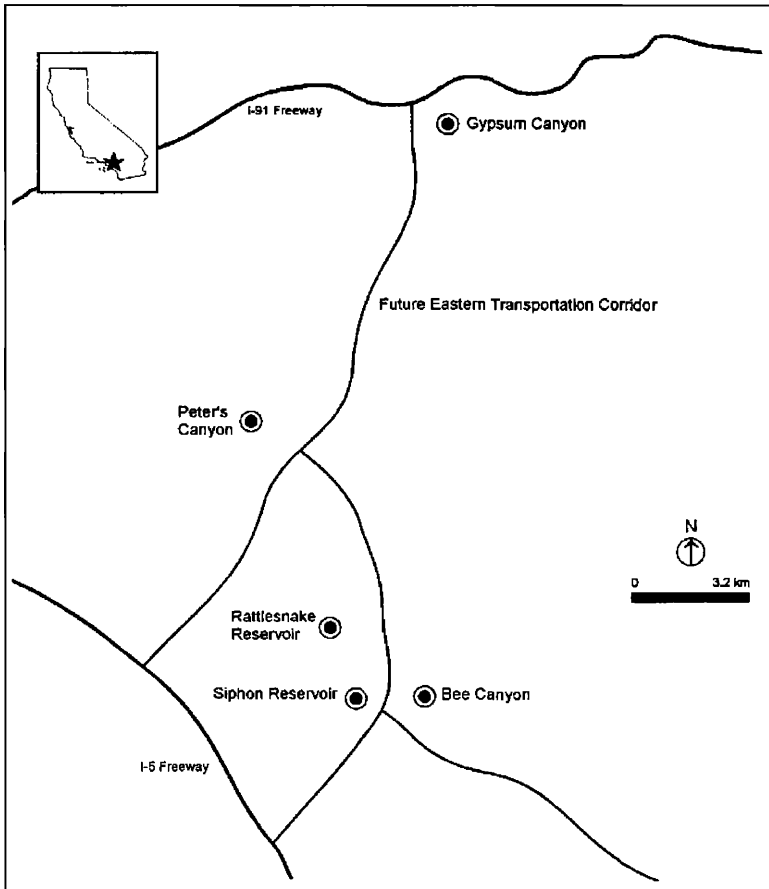 I-91 Freeway
Gypsum Canyon
Future Eastern Transportation Corridor
Peter's
Canyon
N
0 3.2 km
Rattlesnake
Reservoir
Siphon Reservoir
Bee Canyon
I-5 Freeway